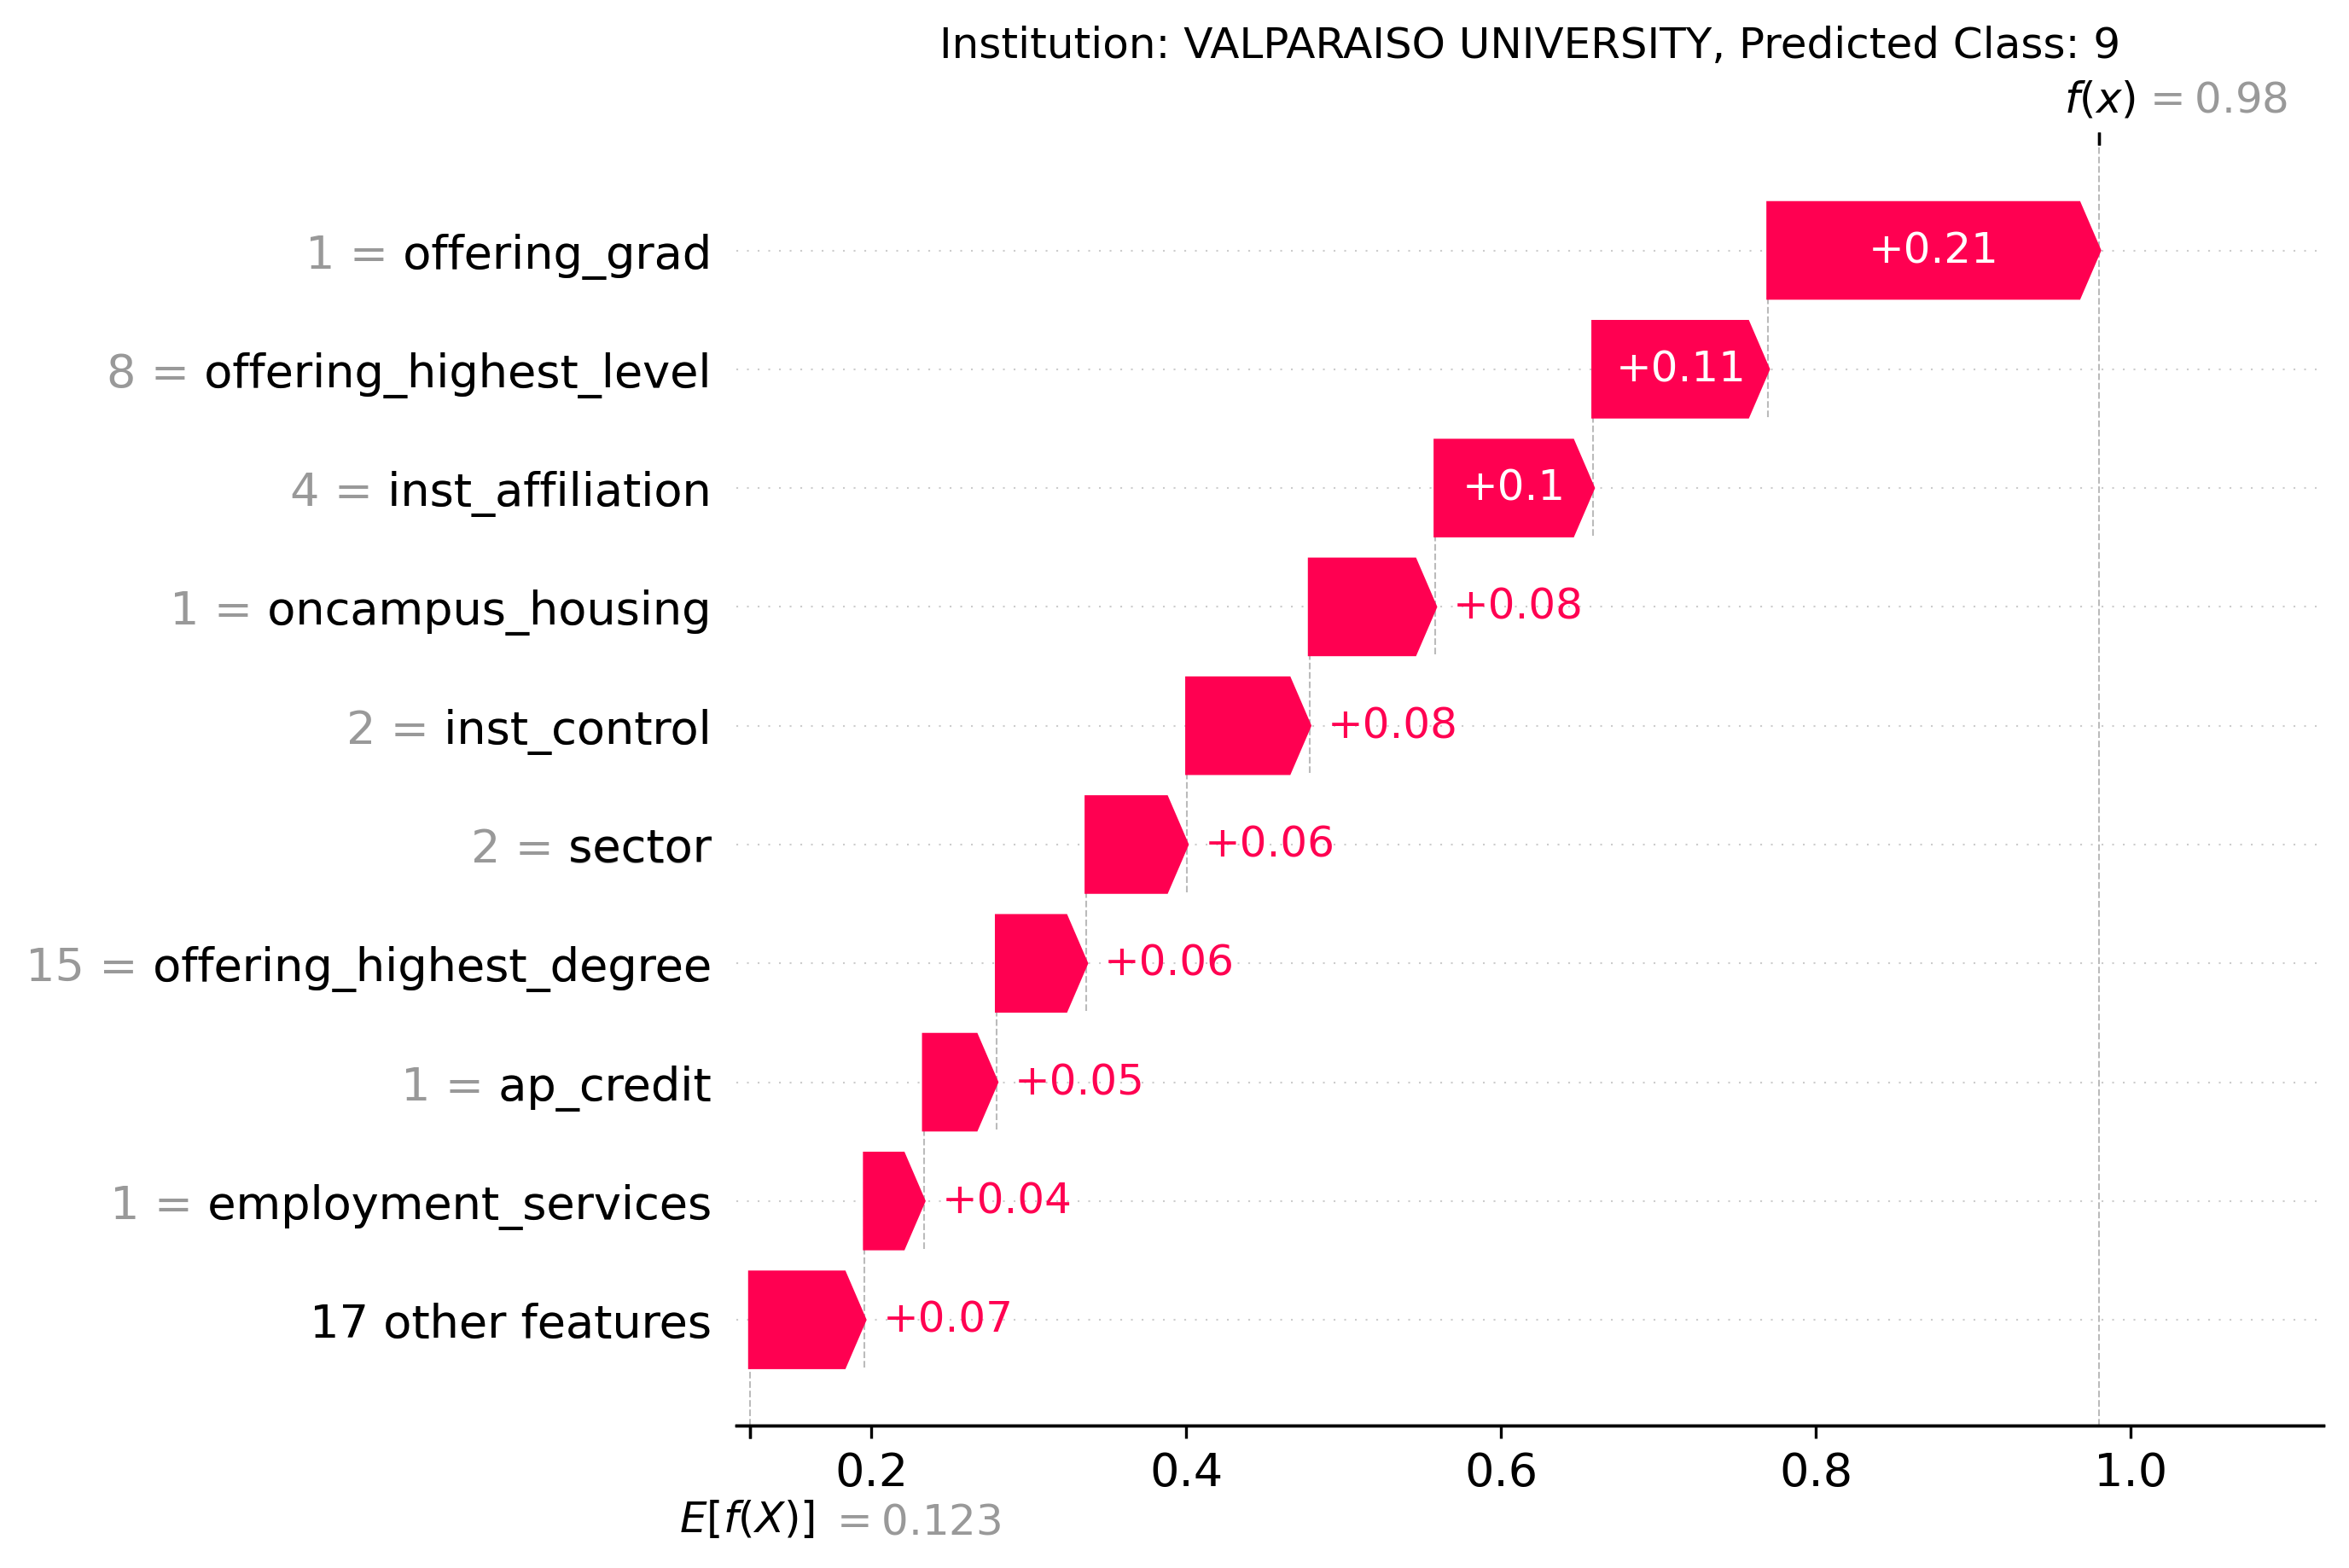 Institution: VALPARAISO UNIVERSITY, Predicted Class: 9
f(x) = 0.98
1 = offering_grad +0.21
8 = offering_highest_level +0.11
4 = inst_affiliation +0.1
1 = oncampus_housing +0.08
2 = inst_control +0.08
2 = sector +0.06
15 = offering_highest_degree +0.06
1 = ap_credit +0.05
1 = employment_services +0.04
17 other features +0.07
0.2 0.4 0.6 0.8 1.0
E[f(X)] = 0.123